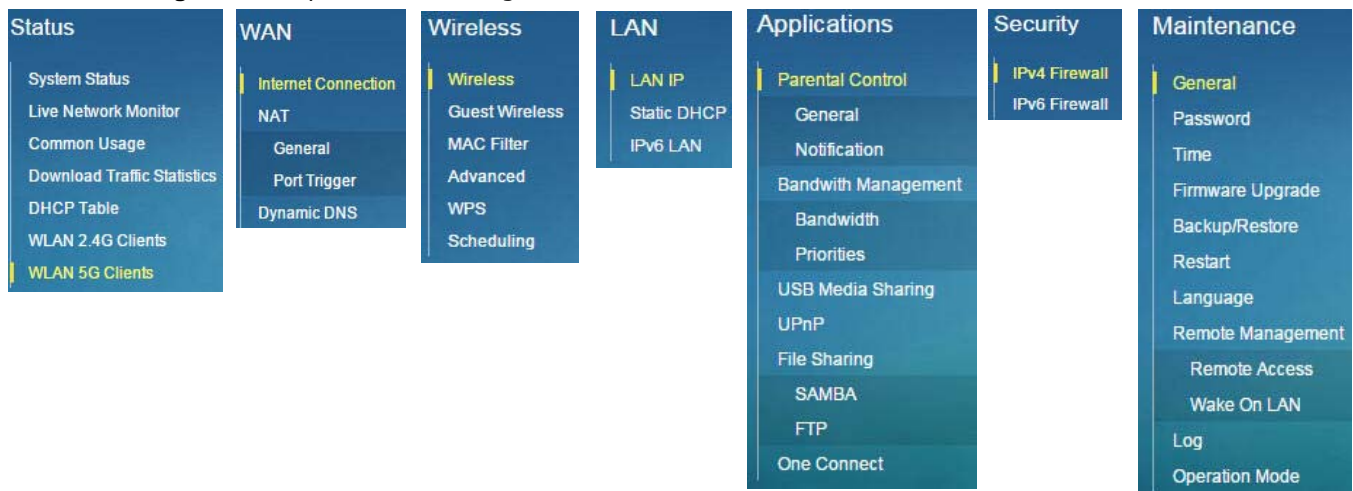 Status
System Status
Live Network Monitor
Common Usage
Download Traffic Statistics
DHCP Table
WLAN 2.4G Clients
WLAN 5G Clients
WAN
Internet Connection
NAT
General
Port Trigger
Dynamic DNS
Wireless
Wireless
Guest Wireless
MAC Filter
Advanced
WPS
Scheduling
LAN
LAN IP
Static DHCP
IPv6 LAN
Applications
Parental Control
General
Notification
Bandwith Management
Bandwidth
Priorities
USB Media Sharing
UPnP
File Sharing
SAMBA
FTP
One Connect
Security
IPv4 Firewall
IPv6 Firewall
Maintenance
General
Password
Time
Firmware Upgrade
Backup/Restore
Restart
Language
Remote Management
Remote Access
Wake On LAN
Log
Operation Mode